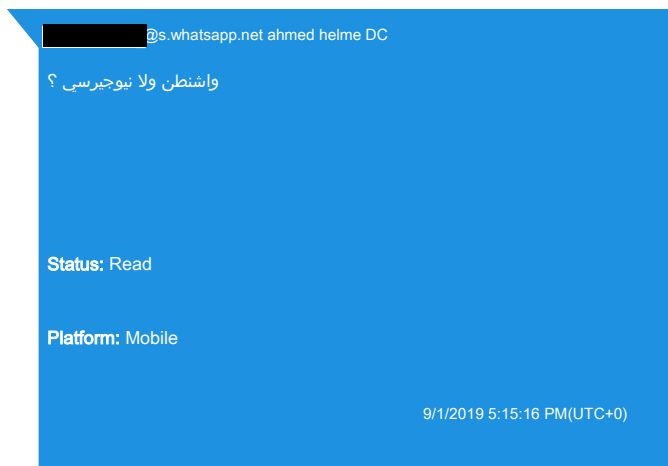 @s.whatsapp.net ahmed helme DC
واشنطن ولا نيوجيرسي ؟
Status: Read
Platform: Mobile
9/1/2019 5:15:16 PM(UTC+0)